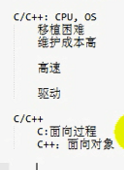 C/C++: CPU, OS
移植困难
维护成本高
高速
驱动
C/C++
C:面向过程
C++: 面向对象